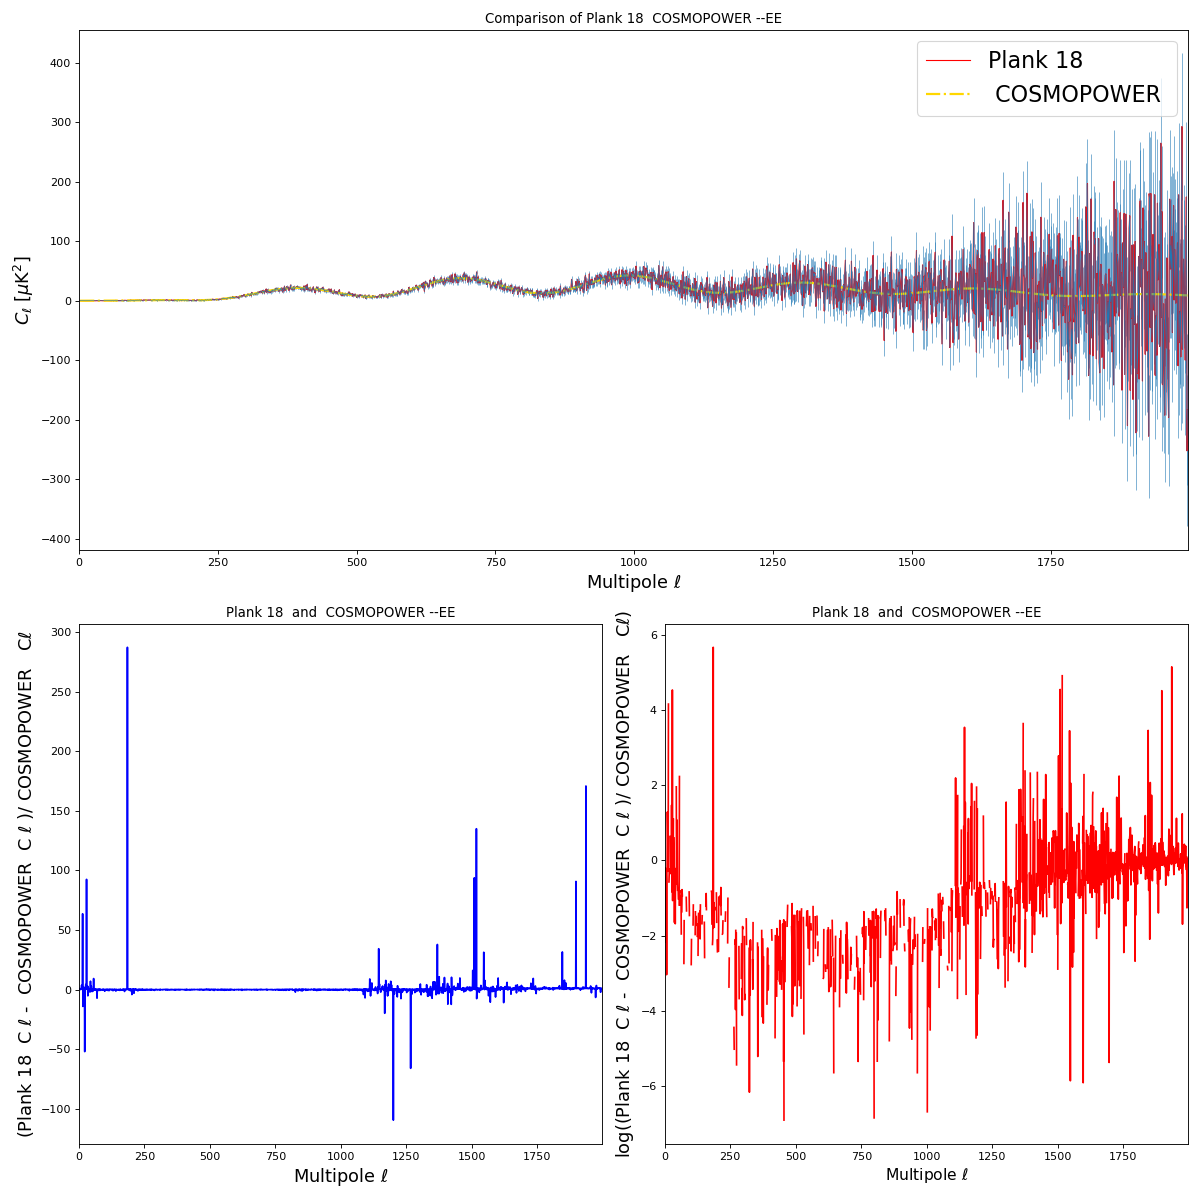 Comparison of Plank 18  COSMOPOWER --EE
Plank 18
COSMOPOWER
400
300
200
100
0
−100
−200
−300
−400
Cℓ [μK²]
0 250 500 750 1000 1250 1500 1750
Multipole ℓ
Plank 18  and  COSMOPOWER --EE
300
250
200
150
100
50
0
−50
−100
(Plank 18  C ℓ -  COSMOPOWER  C ℓ )/ COSMOPOWER   Cℓ
0 250 500 750 1000 1250 1500 1750
Multipole ℓ
Plank 18  and  COSMOPOWER --EE
6
4
2
0
−2
−4
−6
log((Plank 18  C ℓ -  COSMOPOWER  C ℓ )/ COSMOPOWER   Cℓ)
0 250 500 750 1000 1250 1500 1750
Multipole ℓ